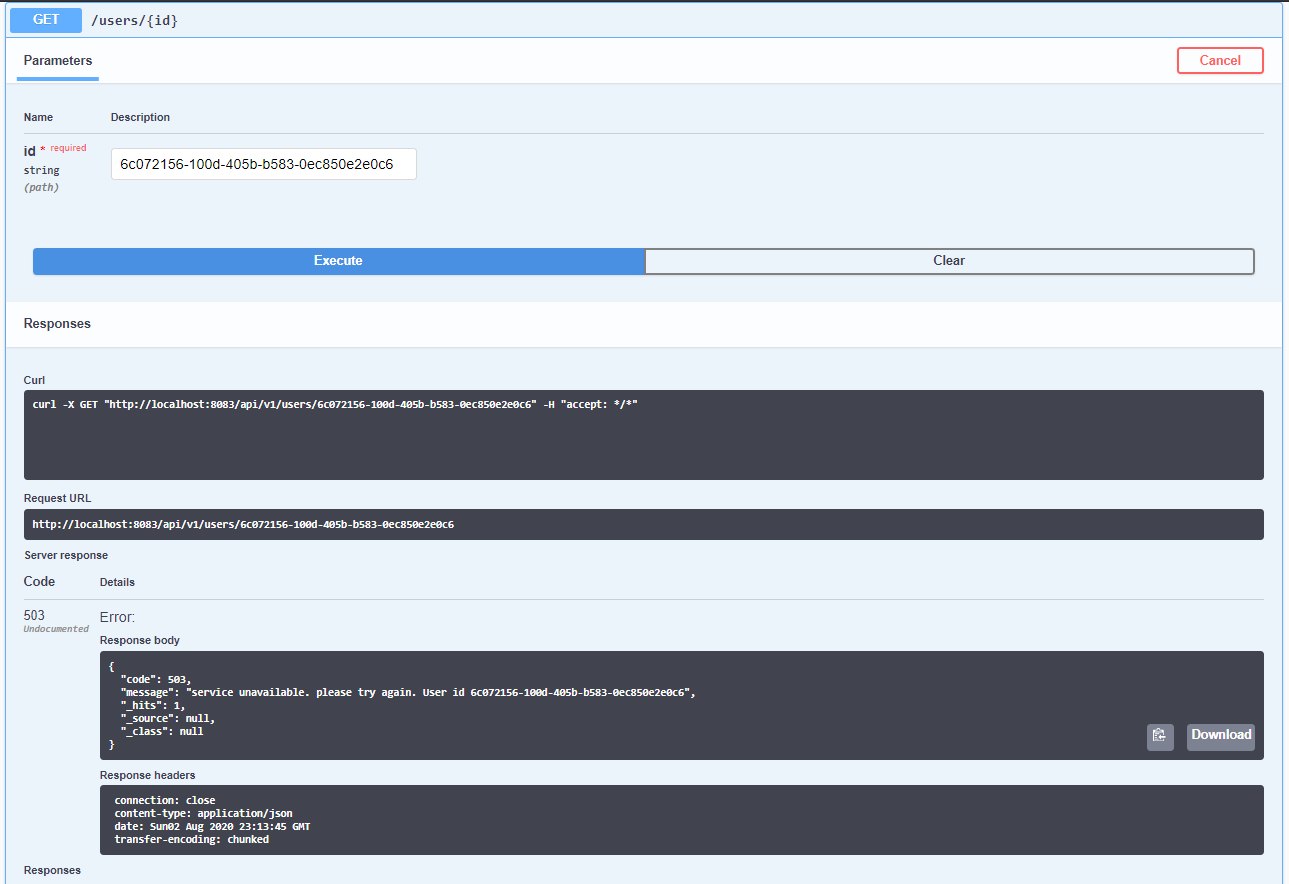 GET /users/{id}
Parameters
Cancel
Name Description
id * required
string
(path)
6c072156-100d-405b-b583-0ec850e2e0c6
Execute Clear
Responses
Curl
curl -X GET "http://localhost:8083/api/v1/users/6c072156-100d-405b-b583-0ec850e2e0c6" -H "accept: */*"
Request URL
http://localhost:8083/api/v1/users/6c072156-100d-405b-b583-0ec850e2e0c6
Server response
Code Details
503
Undocumented
Error:
Response body
{
"code": 503,
"message": "service unavailable. please try again. User id 6c072156-100d-405b-b583-0ec850e2e0c6",
"_hits": 1,
"_source": null,
"_class": null
}
Download
Response headers
connection: close
content-type: application/json
date: Sun02 Aug 2020 23:13:45 GMT
transfer-encoding: chunked
Responses